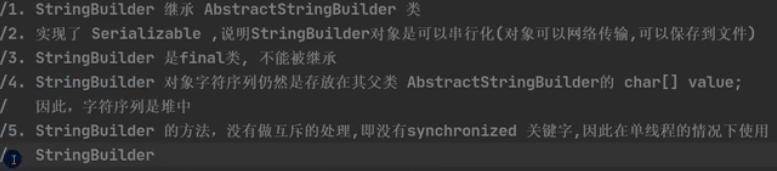 /1. StringBuilder 继承 AbstractStringBuilder 类
/2. 实现了 Serializable ,说明StringBuilder对象是可以串行化(对象可以网络传输,可以保存到文件)
/3. StringBuilder 是final类, 不能被继承
/4. StringBuilder 对象字符序列仍然是存放在其父类 AbstractStringBuilder的 char[] value;
/ 因此, 字符序列是堆中
/5. StringBuilder 的方法, 没有做互斥的处理,即没有synchronized 关键字,因此在单线程的情况下使用
/ StringBuilder